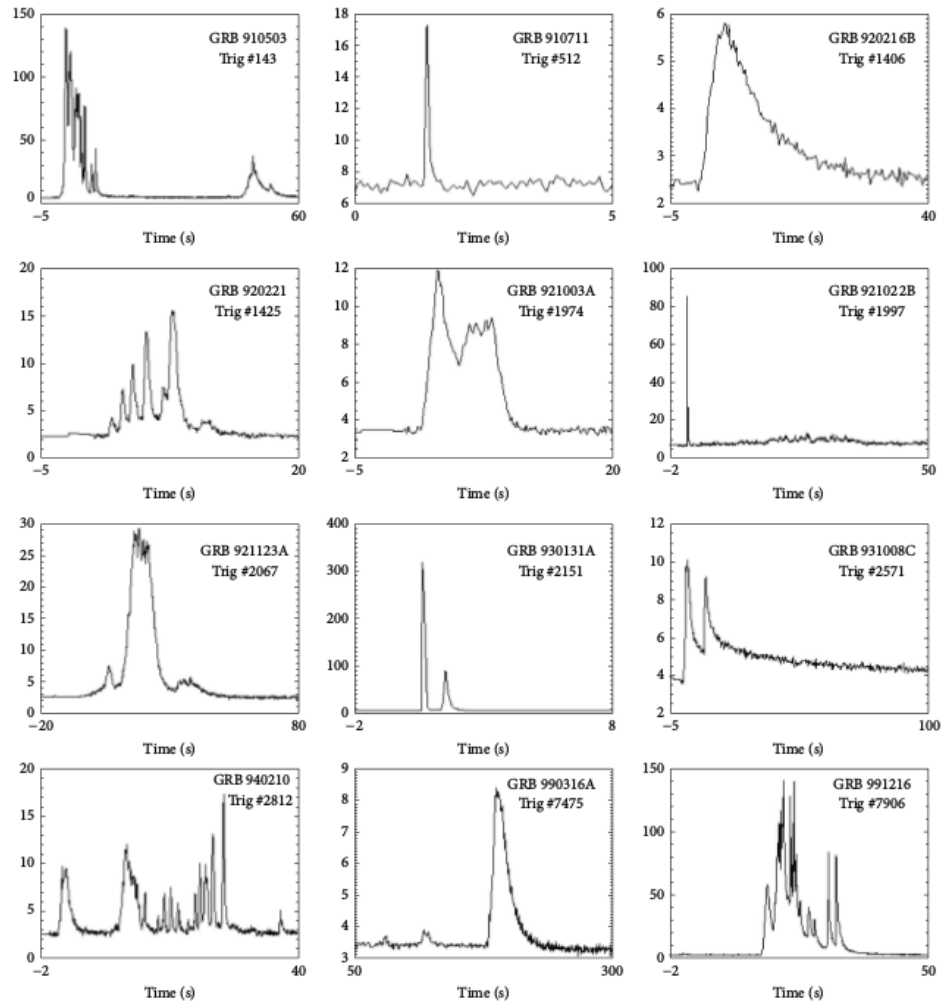 150
100
50
0
−5
60
Time (s)
GRB 910503
Trig #143
18
16
14
12
10
8
6
0
5
Time (s)
GRB 910711
Trig #512
6
5
4
3
2
−5
40
Time (s)
GRB 920216B
Trig #1406
20
15
10
5
0
−5
20
Time (s)
GRB 920221
Trig #1425
12
10
8
6
4
2
−5
20
Time (s)
GRB 921003A
Trig #1974
100
80
60
40
20
0
−2
50
Time (s)
GRB 921022B
Trig #1997
30
25
20
15
10
5
0
−20
80
Time (s)
GRB 921123A
Trig #2067
400
300
200
100
0
−2
8
Time (s)
GRB 930131A
Trig #2151
12
10
8
6
4
2
−5
100
Time (s)
GRB 931008C
Trig #2571
20
15
10
5
0
−2
40
Time (s)
GRB 940210
Trig #2812
9
8
7
6
5
4
3
50
300
Time (s)
GRB 990316A
Trig #7475
150
100
50
0
−2
50
Time (s)
GRB 991216
Trig #7906